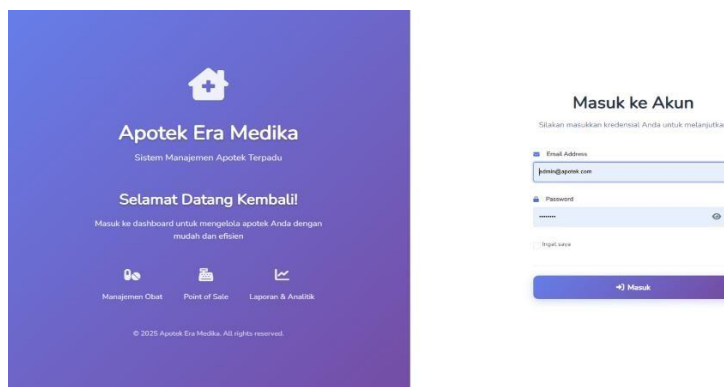 Apotek Era Medika
Sistem Manajemen Apotek Terpadu
Selamat Datang Kembali!
Masuk ke dashboard untuk mengelola apotek Anda dengan
mudah dan efisien
Manajemen Obat
Point of Sale
Laporan & Analitik
© 2025 Apotek Era Medika. All rights reserved.
Masuk ke Akun
Silakan masukkan kredensial Anda untuk melanjutkan
Email Address
admin@apotek.com
Password
Ingat saya
Masuk